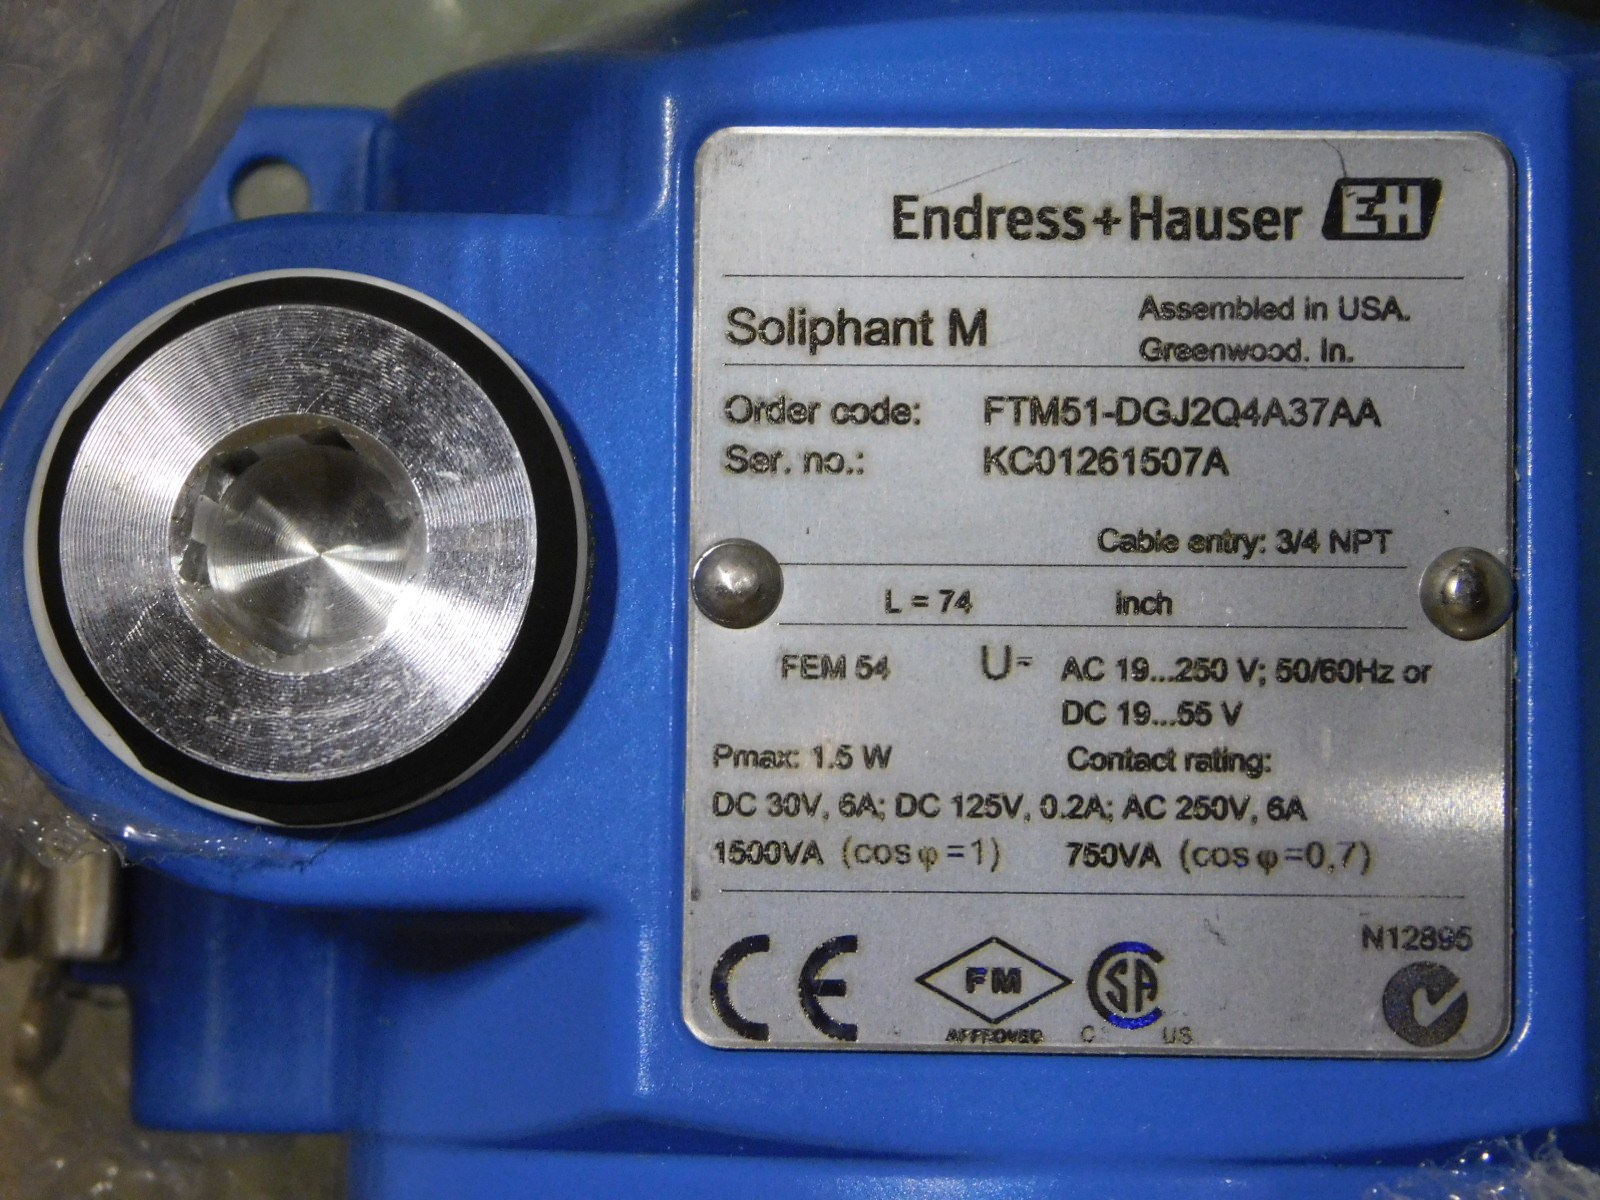 Endress+Hauser EH
Soliphant M
Assembled in USA.
Greenwood. In.
Order code: FTM51-DGJ2Q4A37AA
Ser. no.: KC01261507A
Cable entry: 3/4 NPT
L = 74 inch
FEM 54 U≂ AC 19...250 V; 50/60Hz or
DC 19...55 V
Pmax: 1.5 W Contact rating:
DC 30V, 6A; DC 125V, 0.2A; AC 250V, 6A
1500VA (cos φ =1) 750VA (cos φ =0,7)
N12895
CE FM SA
APPROVED C US